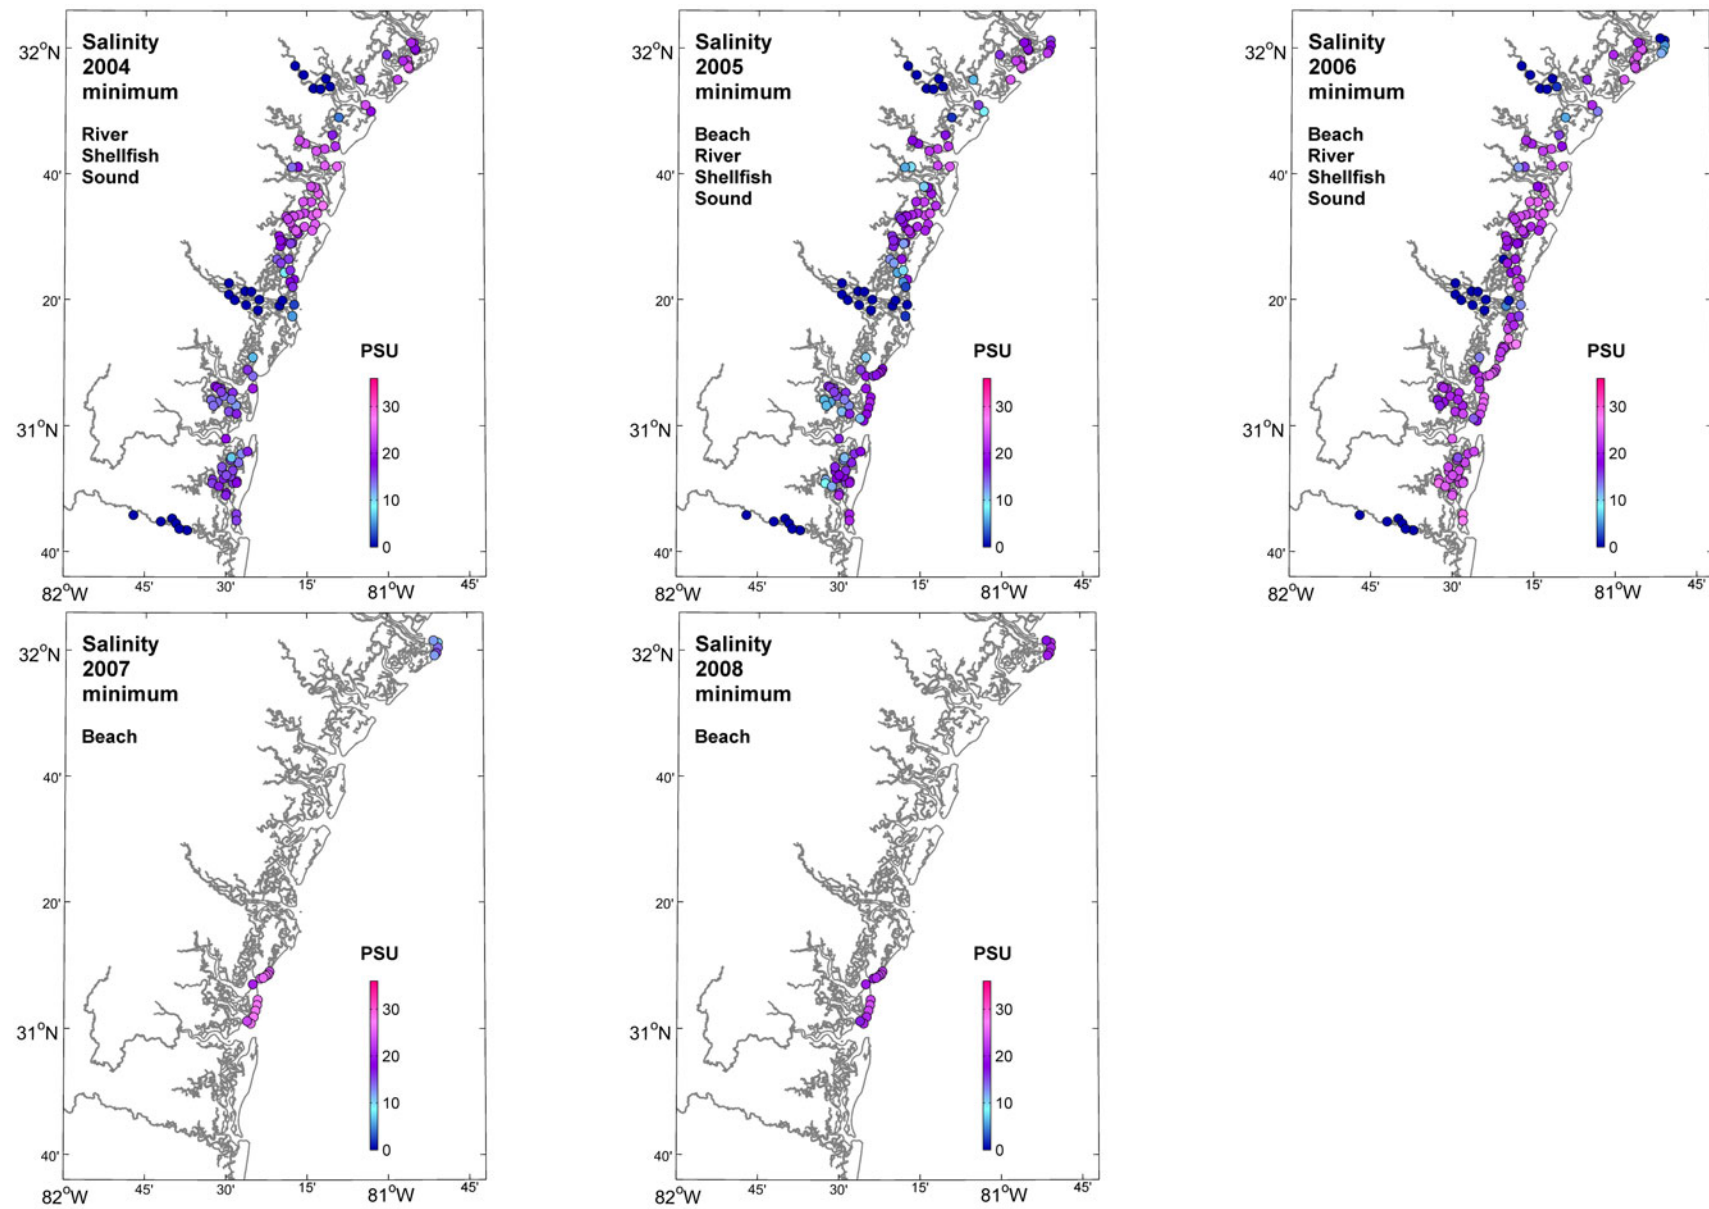 Salinity
2004
minimum
River
Shellfish
Sound
PSU
30
20
10
0
32°N
40'
20'
31°N
40'
82°W
45'
30'
15'
81°W
45'
Salinity
2005
minimum
Beach
River
Shellfish
Sound
PSU
30
20
10
0
32°N
40'
20'
31°N
40'
82°W
45'
30'
15'
81°W
45'
Salinity
2006
minimum
Beach
River
Shellfish
Sound
PSU
30
20
10
0
32°N
40'
20'
31°N
40'
82°W
45'
30'
15'
81°W
45'
Salinity
2007
minimum
Beach
PSU
30
20
10
0
32°N
40'
20'
31°N
40'
82°W
45'
30'
15'
81°W
45'
Salinity
2008
minimum
Beach
PSU
30
20
10
0
32°N
40'
20'
31°N
40'
82°W
45'
30'
15'
81°W
45'